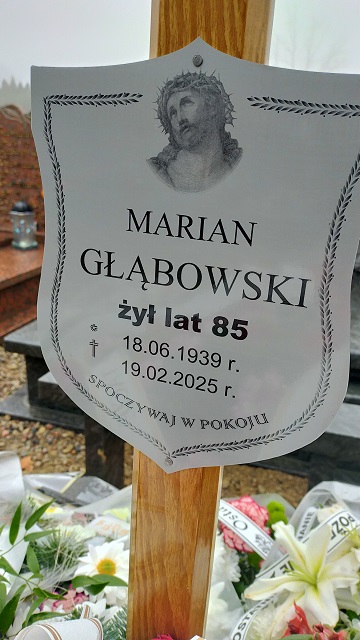 MARIAN
GŁĄBOWSKI
żył lat 85
☼ 18.06.1939 r.
† 19.02.2025 r.
SPOCZYWAJ W POKOJU